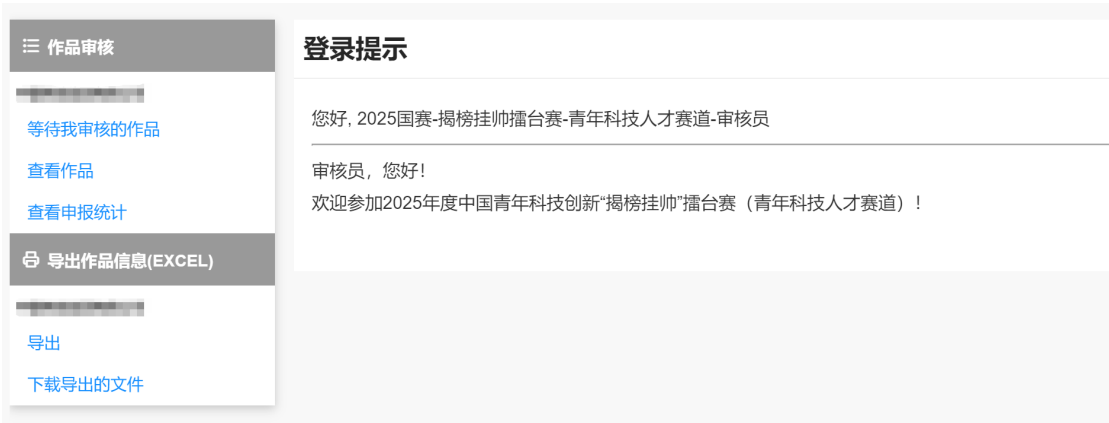 作品审核
等待我审核的作品
查看作品
查看申报统计
导出作品信息(EXCEL)
导出
下载导出的文件
登录提示
您好, 2025国赛-揭榜挂帅擂台赛-青年科技人才赛道-审核员
审核员，您好！
欢迎参加2025年度中国青年科技创新“揭榜挂帅”擂台赛（青年科技人才赛道）！